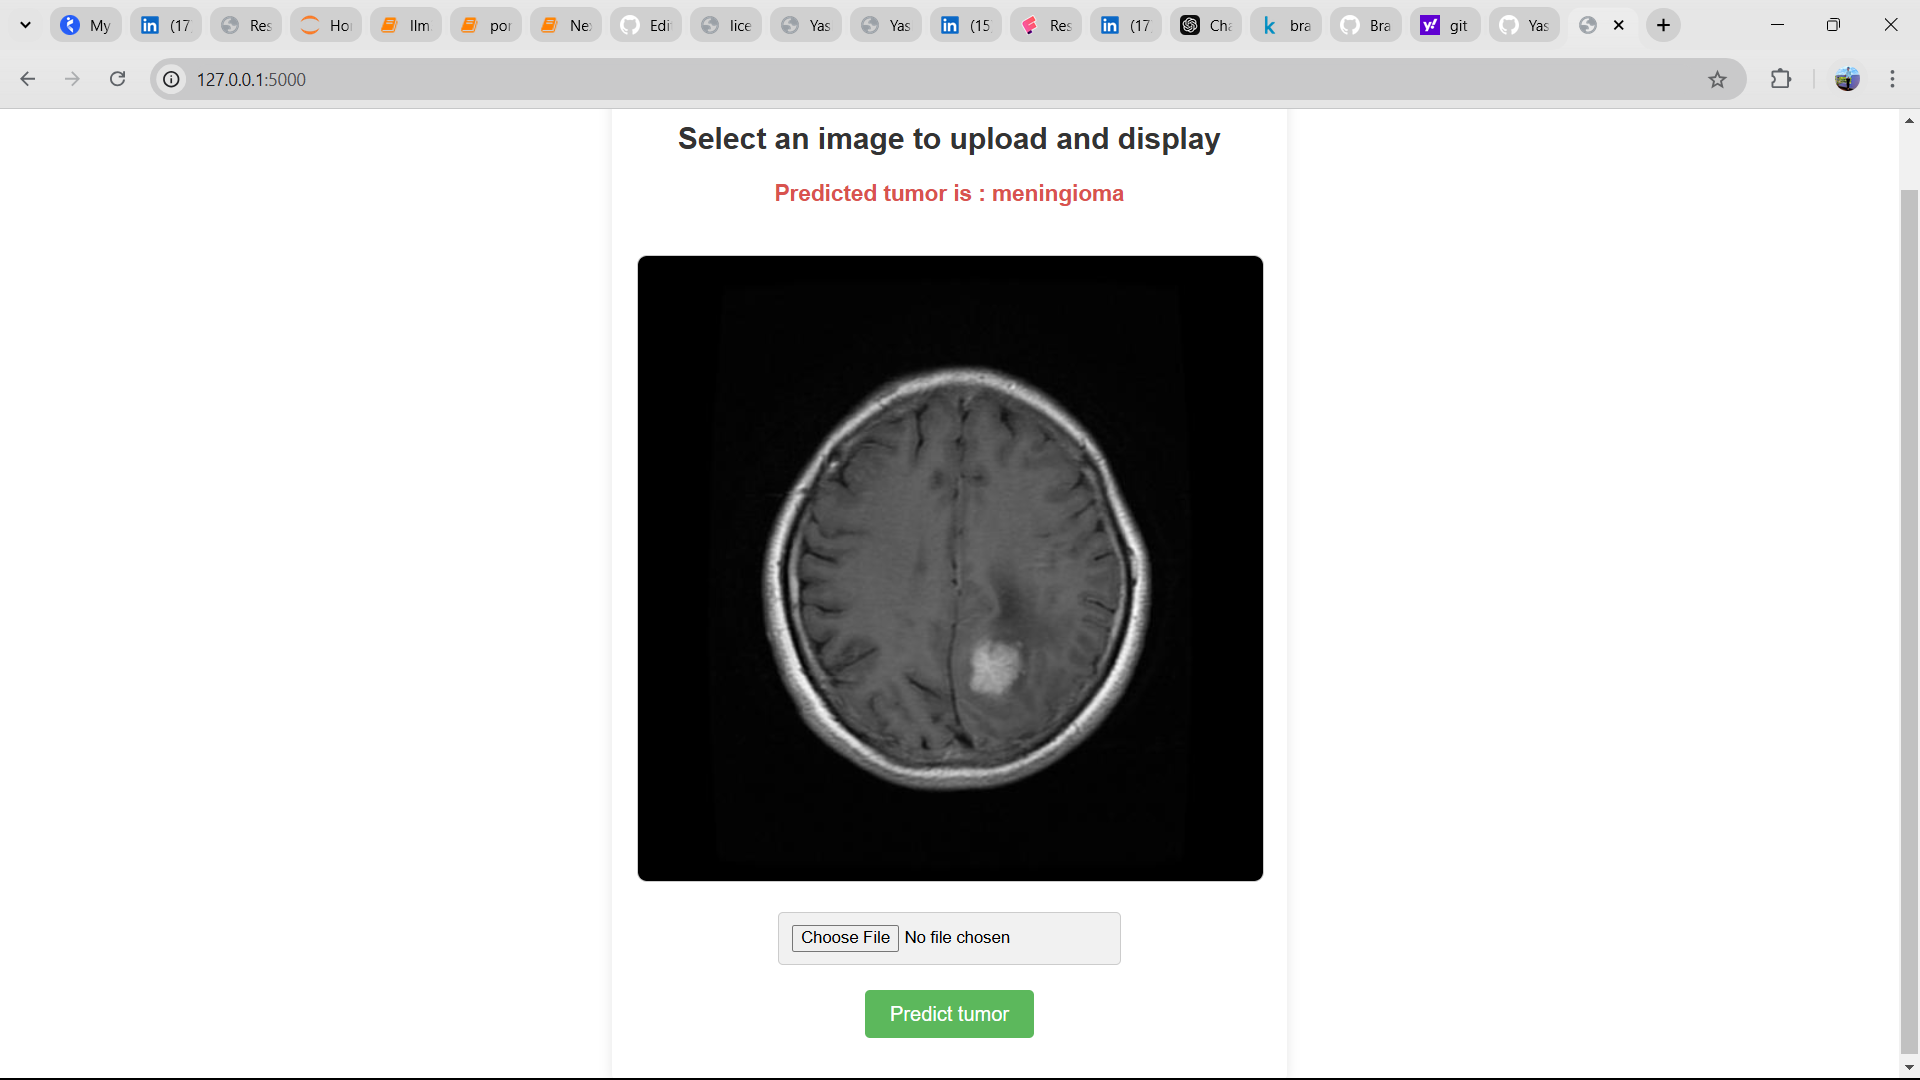 My
(17
Res
Ho
llm
por
Ne
Edi
lice
Yas
Yas
(15
Res
(17
Ch
bra
Bra
git
Yas
127.0.0.1:5000
Select an image to upload and display
Predicted tumor is : meningioma
Choose File No file chosen
Predict tumor